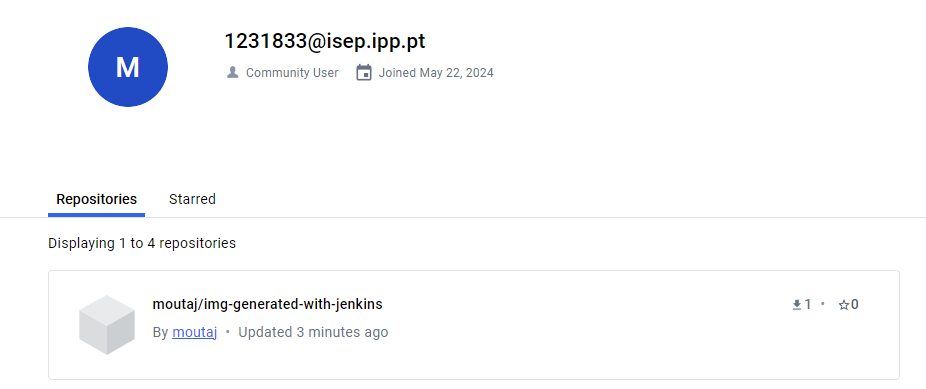 M
1231833@isep.ipp.pt
Community User Joined May 22, 2024
Repositories Starred
Displaying 1 to 4 repositories
moutaj/img-generated-with-jenkins 1 • 0
By moutaj • Updated 3 minutes ago